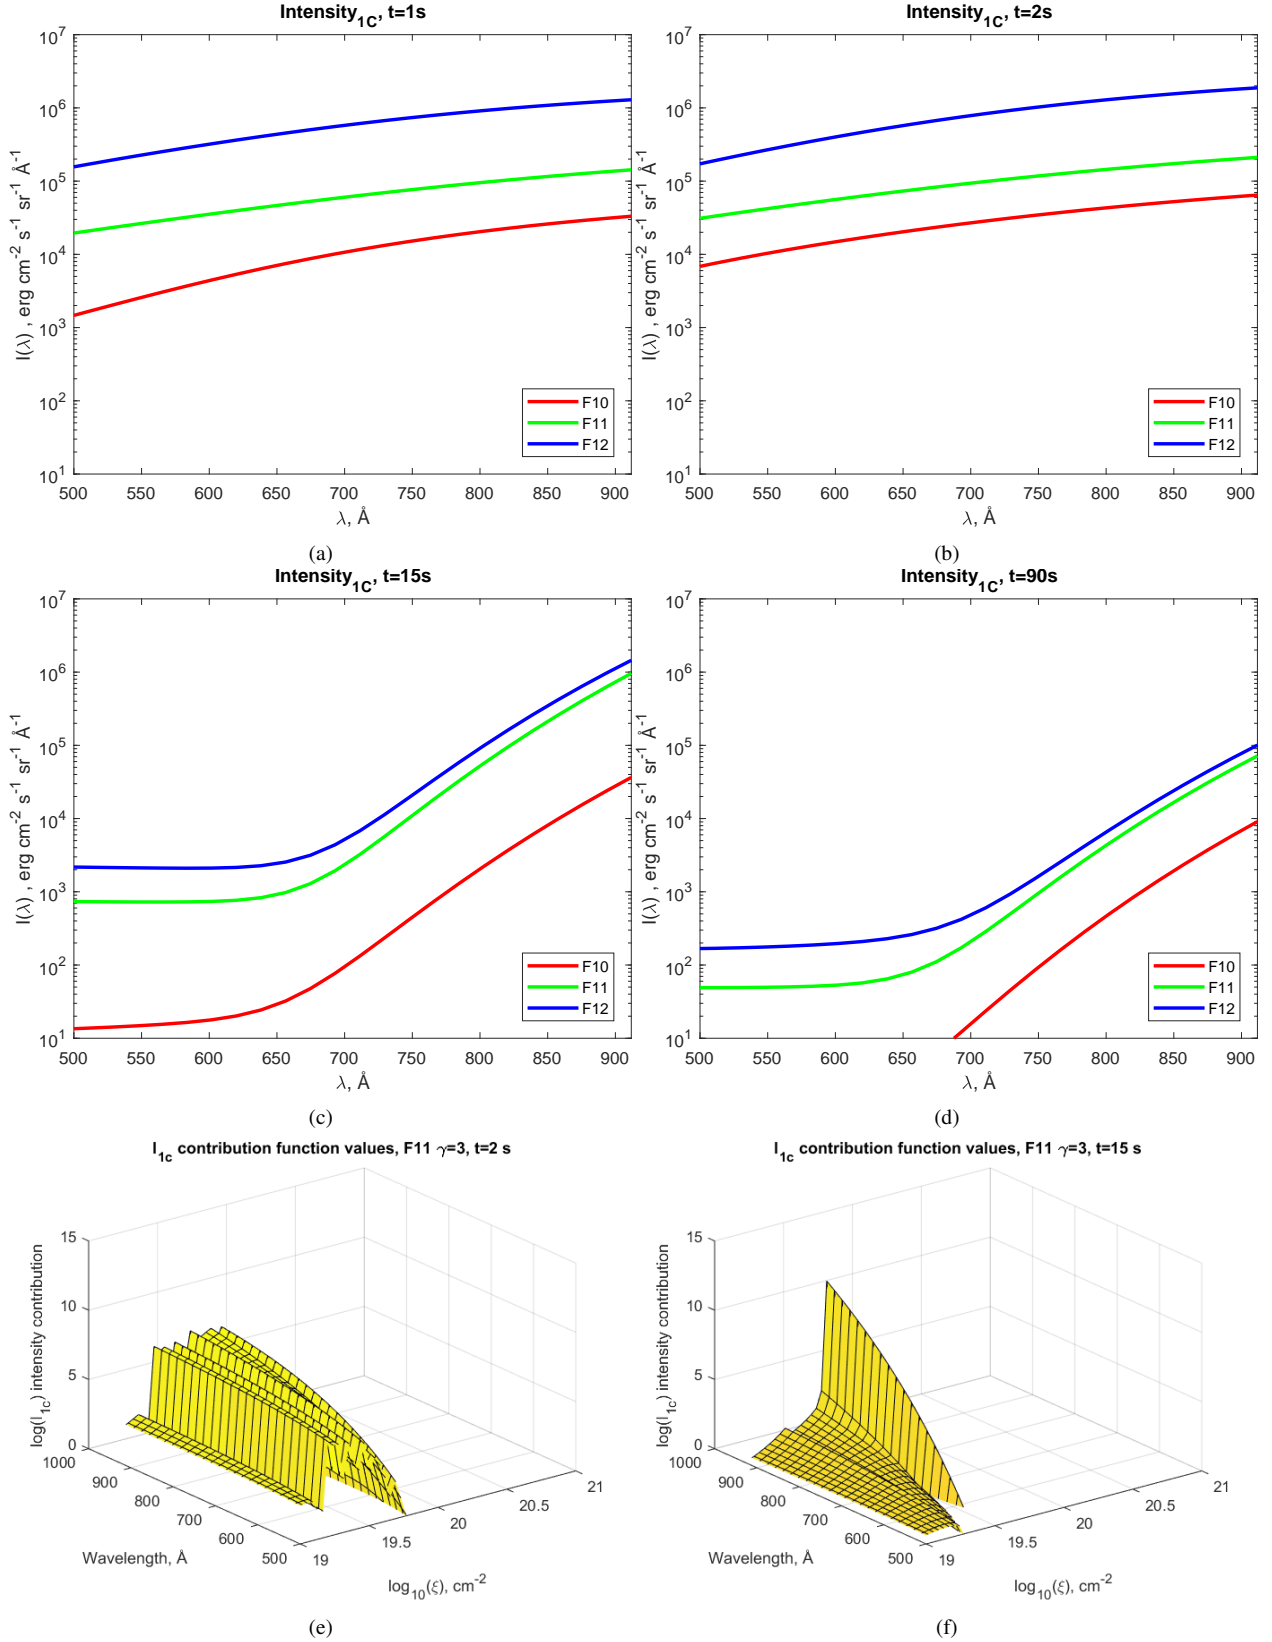 Intensity1C, t=1s
10^7
10^6
10^5
10^4
10^3
10^2
10^1
I(λ) , erg cm^-2 s^-1 sr^-1 Å^-1
F10
F11
F12
500 550 600 650 700 750 800 850 900
λ, Å
(a)
Intensity1C, t=2s
10^7
10^6
10^5
10^4
10^3
10^2
10^1
I(λ) , erg cm^-2 s^-1 sr^-1 Å^-1
F10
F11
F12
500 550 600 650 700 750 800 850 900
λ, Å
(b)
Intensity1C, t=15s
10^7
10^6
10^5
10^4
10^3
10^2
10^1
I(λ) , erg cm^-2 s^-1 sr^-1 Å^-1
F10
F11
F12
500 550 600 650 700 750 800 850 900
λ, Å
(c)
Intensity1C, t=90s
10^7
10^6
10^5
10^4
10^3
10^2
10^1
I(λ) , erg cm^-2 s^-1 sr^-1 Å^-1
F10
F11
F12
500 550 600 650 700 750 800 850 900
λ, Å
(d)
I1c contribution function values, F11 γ=3, t=2 s
15
10
5
0
log(I1c) intensity contribution
1000
900
800
700
600
500
Wavelength, Å
19
19.5
20
20.5
21
log10(ξ), cm^-2
(e)
I1c contribution function values, F11 γ=3, t=15 s
15
10
5
0
log(I1c) intensity contribution
1000
900
800
700
600
500
Wavelength, Å
19
19.5
20
20.5
21
log10(ξ), cm^-2
(f)